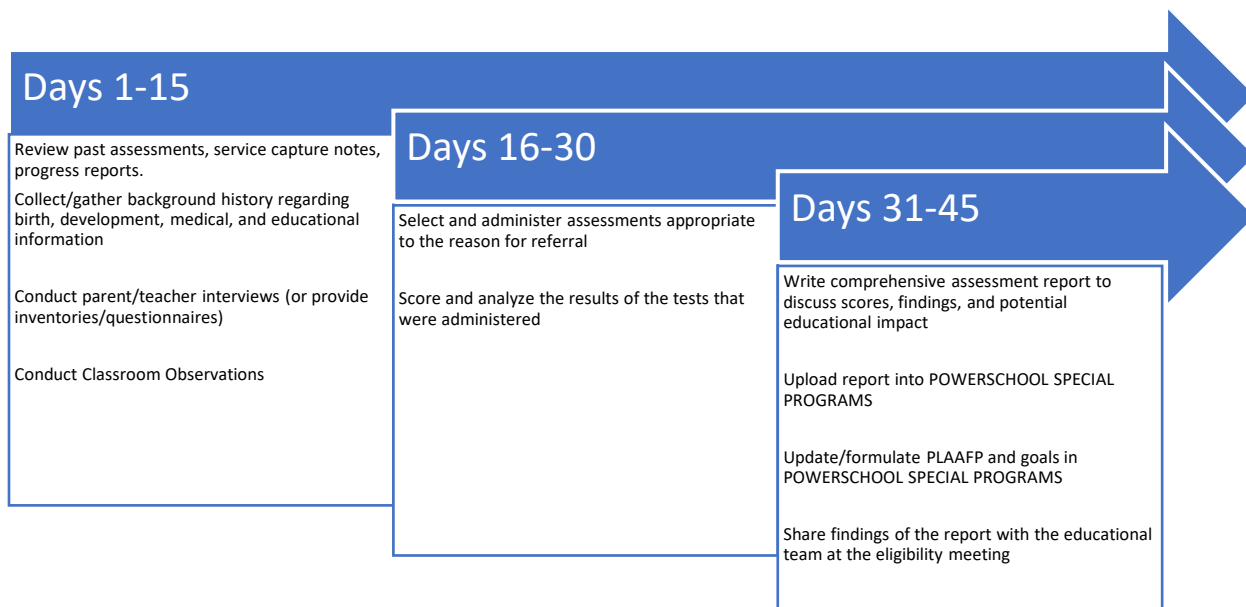 Days 1-15
Review past assessments, service capture notes,
progress reports.
Collect/gather background history regarding
birth, development, medical, and educational
information
Conduct parent/teacher interviews (or provide
inventories/questionnaires)
Conduct Classroom Observations
Days 16-30
Select and administer assessments appropriate
to the reason for referral
Score and analyze the results of the tests that
were administered
Days 31-45
Write comprehensive assessment report to
discuss scores, findings, and potential
educational impact
Upload report into POWERSCHOOL SPECIAL
PROGRAMS
Update/formulate PLAAFP and goals in
POWERSCHOOL SPECIAL PROGRAMS
Share findings of the report with the educational
team at the eligibility meeting